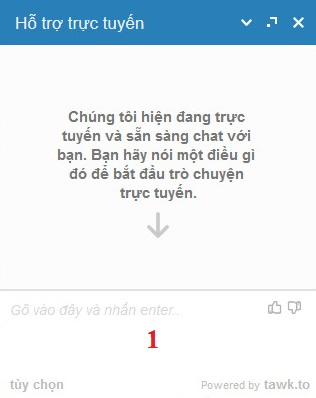 Hỗ trợ trực tuyến
Chúng tôi hiện đang trực
tuyến và sẵn sàng chat với
bạn. Bạn hãy nói một điều gì
đó để bắt đầu trò chuyện
trực tuyến.
Gõ vào đây và nhấn enter..
1
tùy chọn
Powered by tawk.to